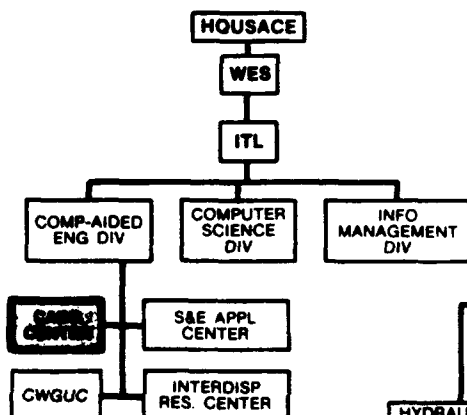 HQUSACE
WES
ITL
COMP-AIDED
ENG DIV
COMPUTER
SCIENCE
DIV
INFO
MANAGEMENT
DIV
CENTER
S&E APPL
CENTER
CWGUC
INTERDISP
RES. CENTER